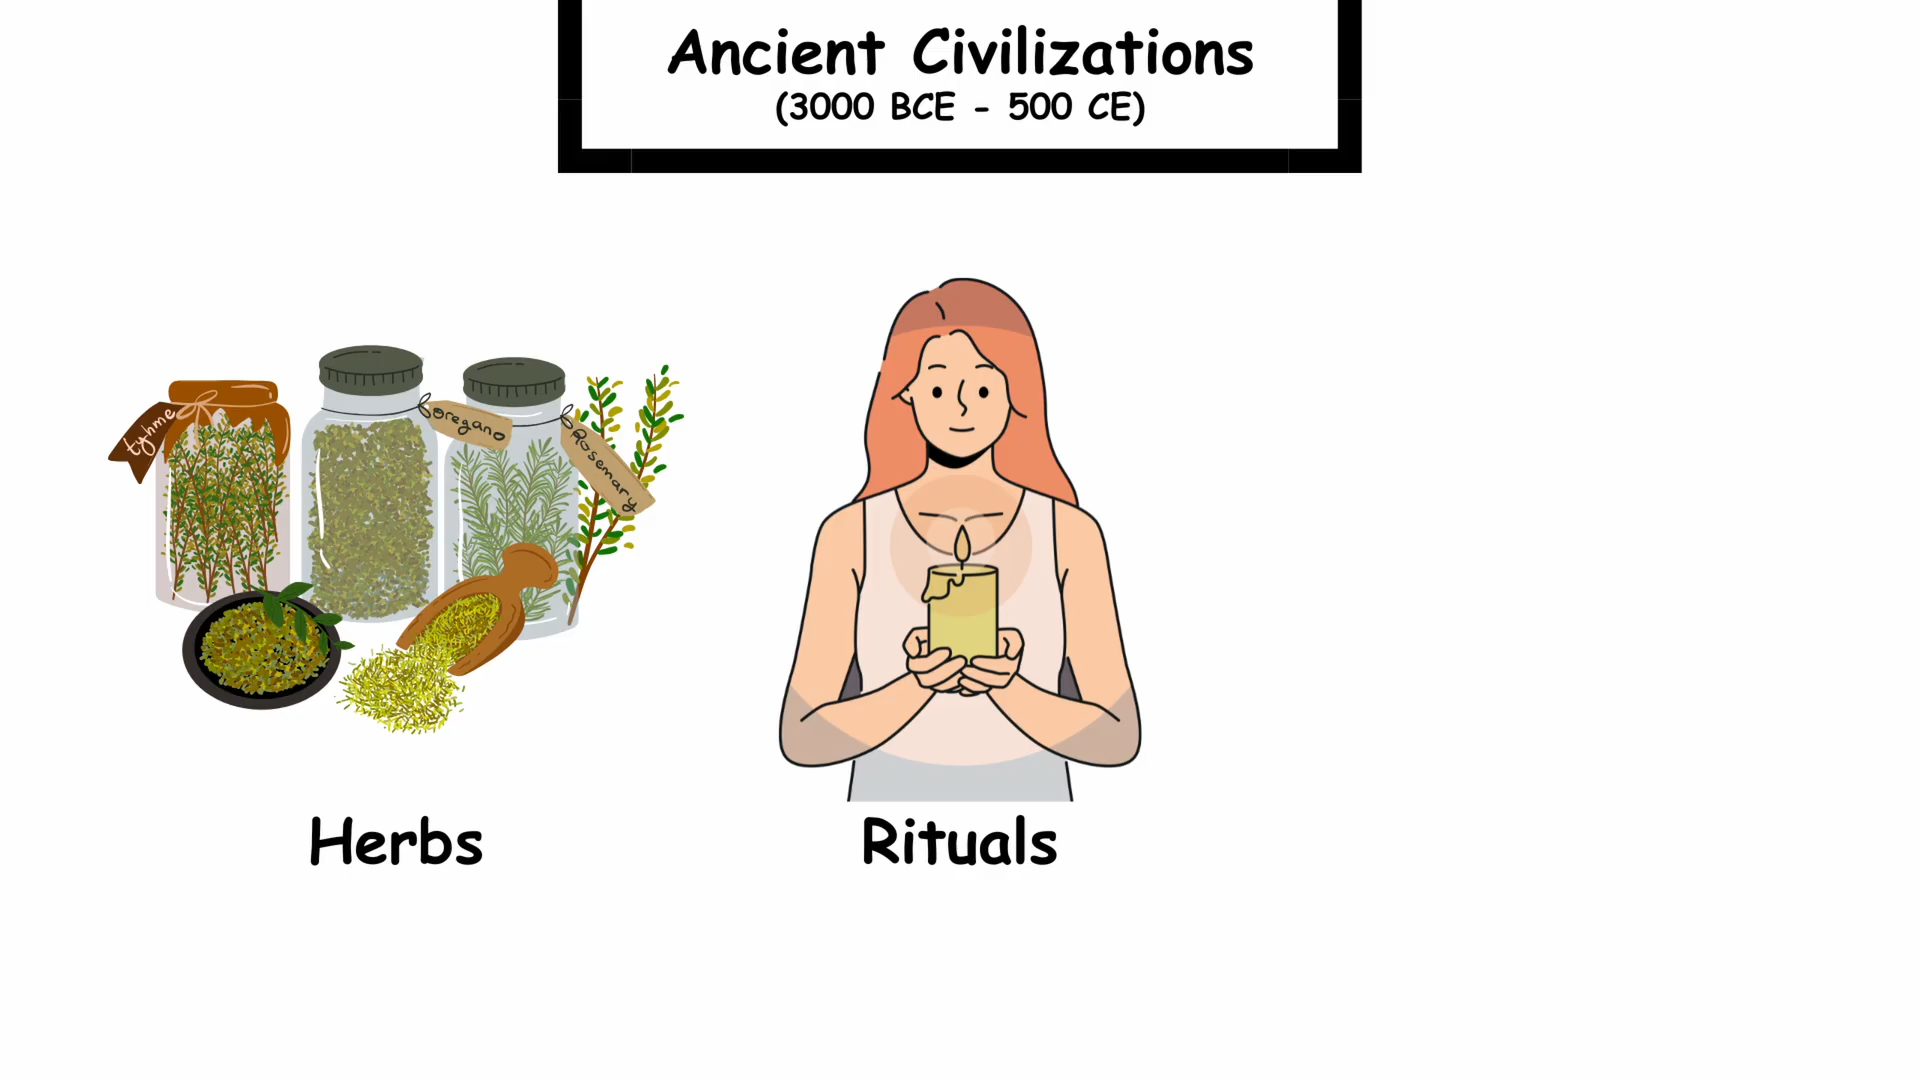 Ancient Civilizations
(3000 BCE - 500 CE)
tyhme
oregano
Rosemary
Herbs
Rituals